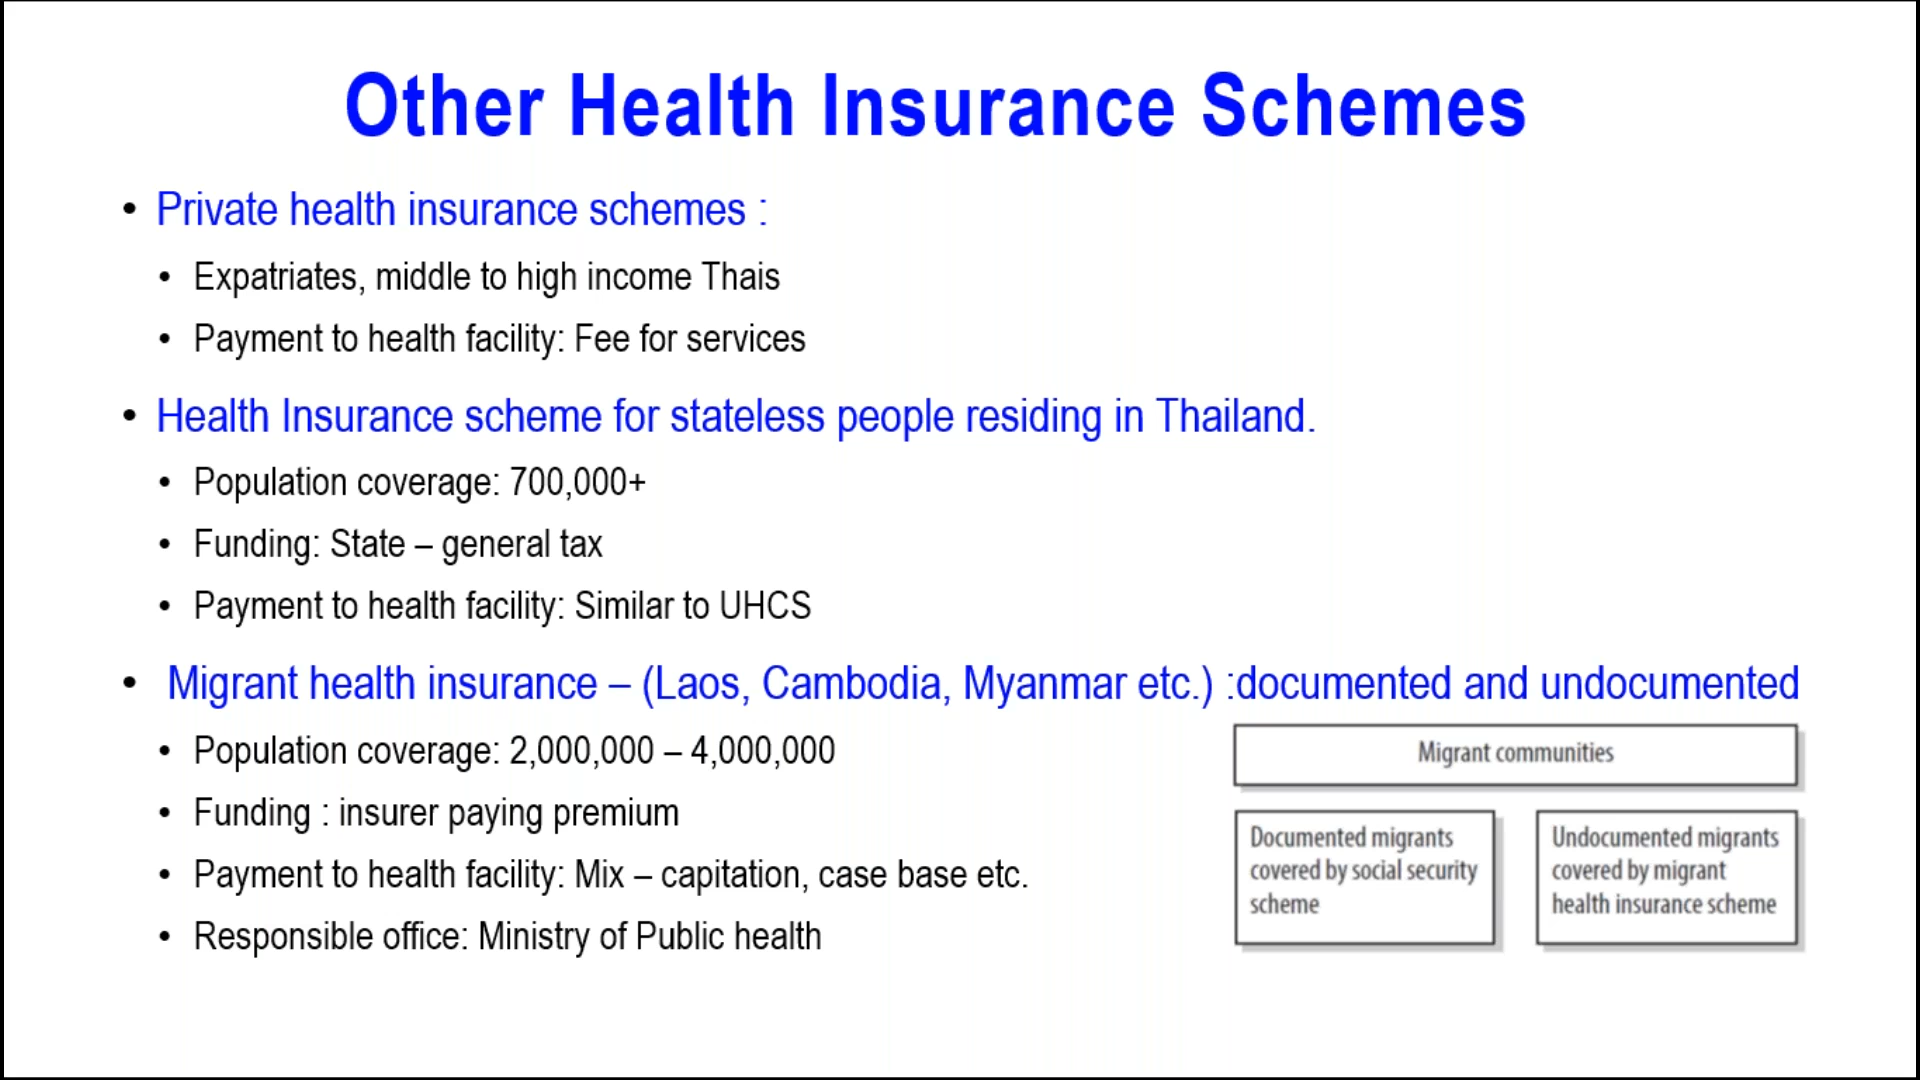 Other Health Insurance Schemes
• Private health insurance schemes :
• Expatriates, middle to high income Thais
• Payment to health facility: Fee for services
• Health Insurance scheme for stateless people residing in Thailand.
• Population coverage: 700,000+
• Funding: State – general tax
• Payment to health facility: Similar to UHCS
• Migrant health insurance – (Laos, Cambodia, Myanmar etc.) :documented and undocumented
• Population coverage: 2,000,000 – 4,000,000
• Funding : insurer paying premium
• Payment to health facility: Mix – capitation, case base etc.
• Responsible office: Ministry of Public health
Migrant communities
Documented migrants
covered by social security
scheme
Undocumented migrants
covered by migrant
health insurance scheme